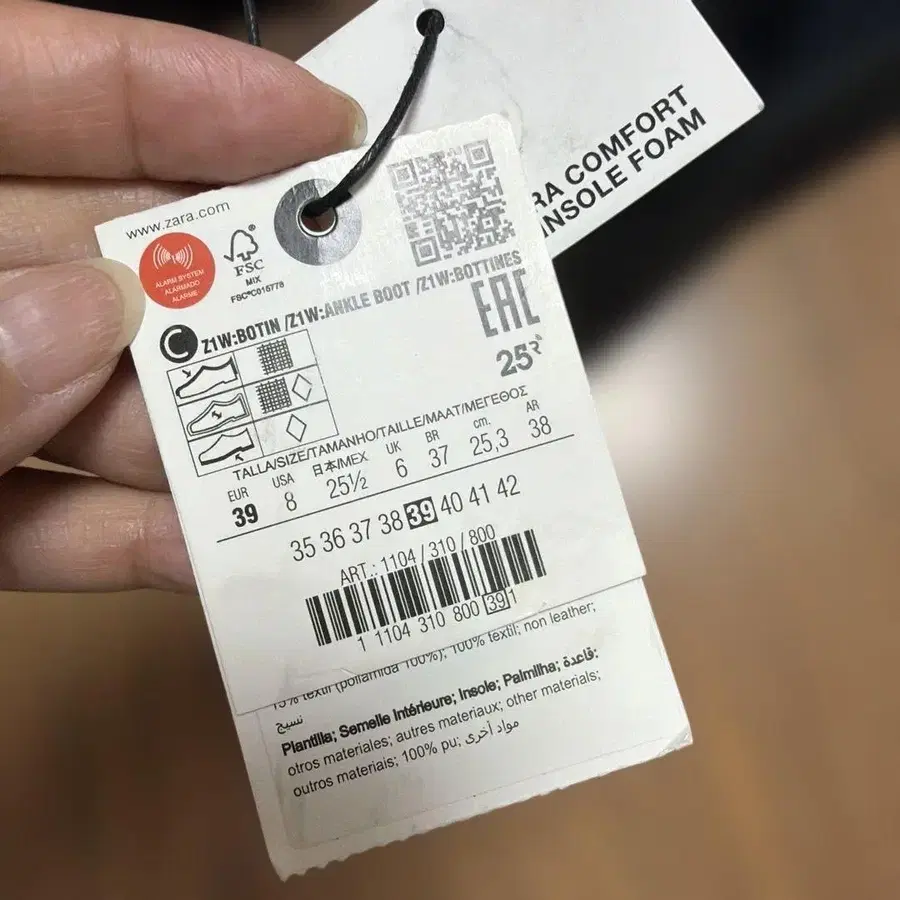 RA COMFORT
INSOLE FOAM
www.zara.com
ALARM SYSTEM
ALARMADO
ALARME
FSC
MIX
FSC®C015778
EAC
C Z1W:BOTIN /Z1W:ANKLE BOOT /Z1W:BOTTINES
25
TALLA/SIZE/TAMANHO/TAILLE/MAAT/ΜΕΓΕΘΟΣ
EUR USA 日本/MEX UK BR cm. AR
39 8 25½ 6 37 25,3 38
35 36 37 38 39 40 41 42
ART.: 1104 / 310 / 800
1 1104 310 800 39 1
15% textil (poliamida 100%); 100% textil; non leather;
نسيج
Plantilla; Semelle Intérieure; Insole; Palmilha; قاعدة:
otros materiales; autres materiaux; other materials;
outros materiais; 100% pu; مواد أخرى